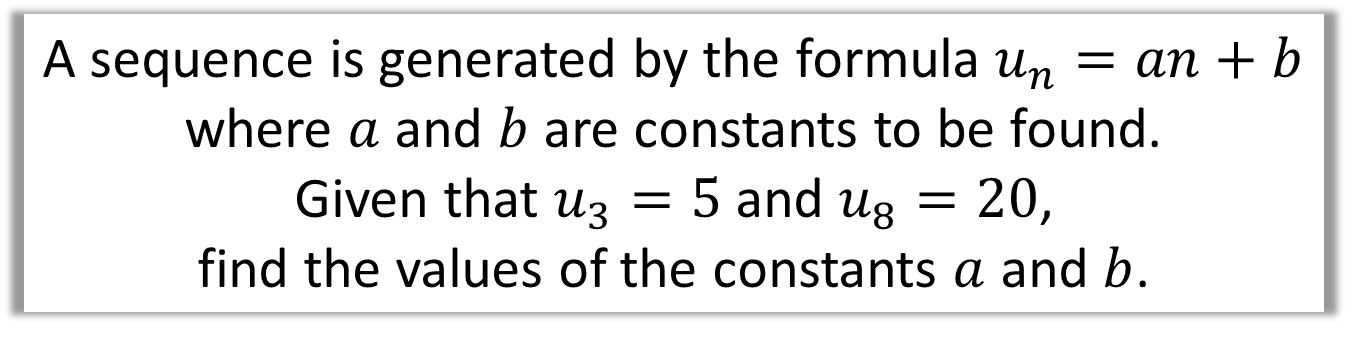 A sequence is generated by the formula uₙ = an + b
where a and b are constants to be found.
Given that u₃ = 5 and u₈ = 20,
find the values of the constants a and b.